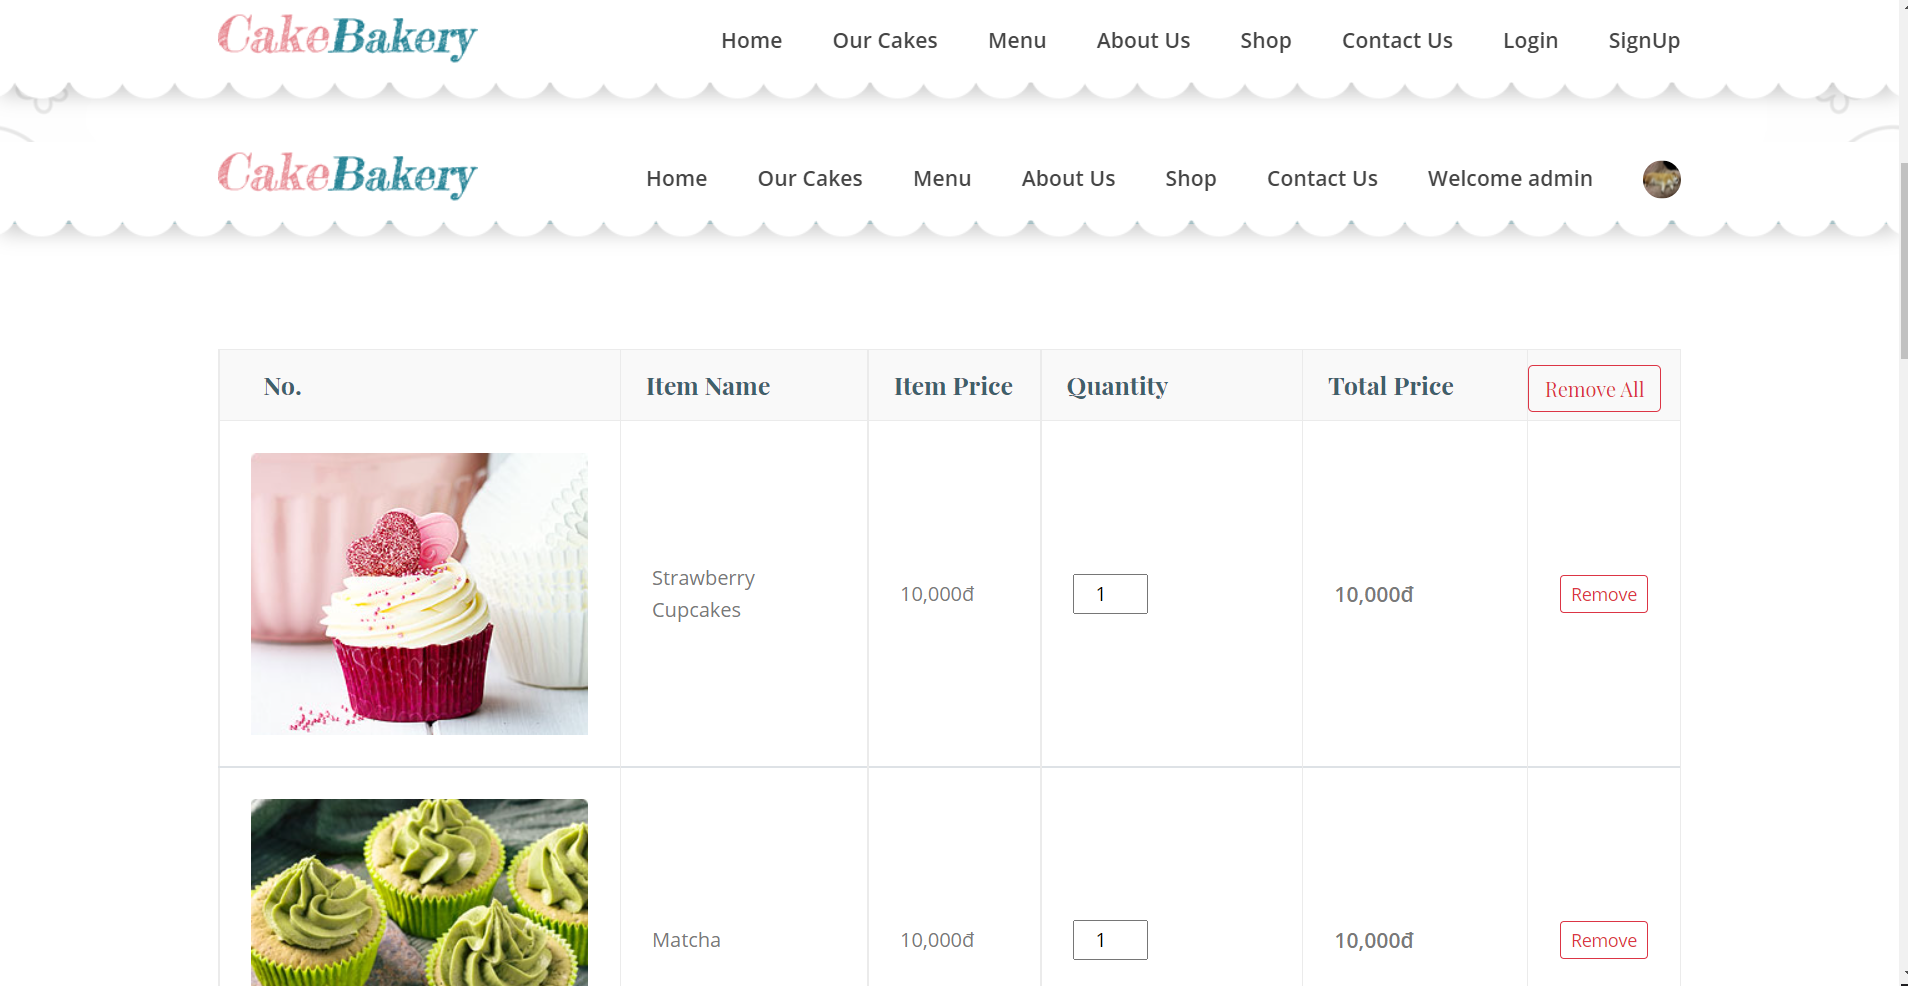 CakeBakery
Home Our Cakes Menu About Us Shop Contact Us Login SignUp
CakeBakery
Home Our Cakes Menu About Us Shop Contact Us Welcome admin
No. Item Name Item Price Quantity Total Price Remove All
Strawberry
Cupcakes
10,000đ 1 10,000đ Remove
Matcha 10,000đ 1 10,000đ Remove